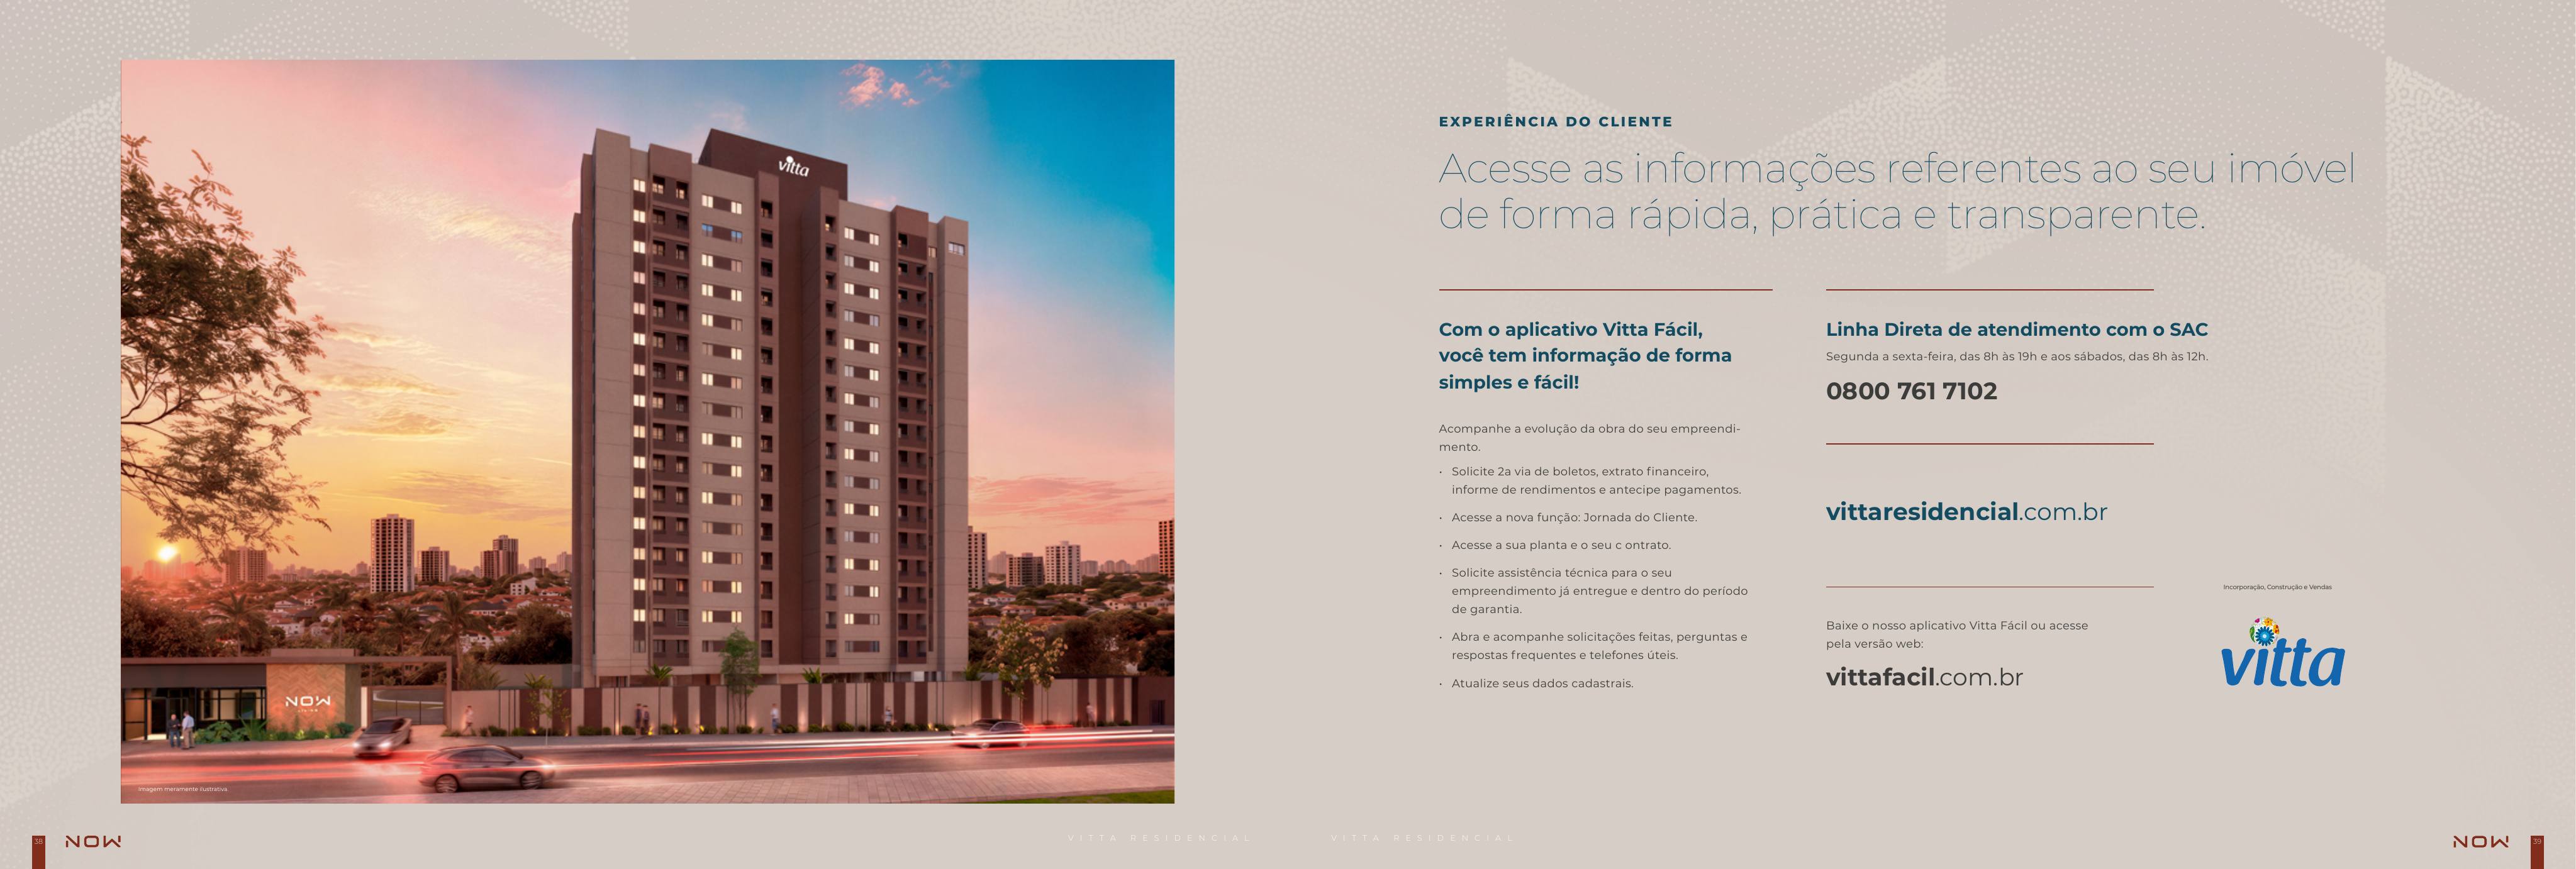 vitta
NOW
LIVING
Imagem meramente ilustrativa.
38
NOW
VITTA RESIDENCIAL
EXPERIÊNCIA DO CLIENTE
Acesse as informações referentes ao seu imóvel
de forma rápida, prática e transparente.
Com o aplicativo Vitta Fácil,
você tem informação de forma
simples e fácil!
Acompanhe a evolução da obra do seu empreendi-
mento.
• Solicite 2a via de boletos, extrato financeiro,
informe de rendimentos e antecipe pagamentos.
• Acesse a nova função: Jornada do Cliente.
• Acesse a sua planta e o seu c ontrato.
• Solicite assistência técnica para o seu
empreendimento já entregue e dentro do período
de garantia.
• Abra e acompanhe solicitações feitas, perguntas e
respostas frequentes e telefones úteis.
• Atualize seus dados cadastrais.
Linha Direta de atendimento com o SAC
Segunda a sexta-feira, das 8h às 19h e aos sábados, das 8h às 12h.
0800 761 7102
vittaresidencial.com.br
Baixe o nosso aplicativo Vitta Fácil ou acesse
pela versão web:
vittafacil.com.br
Incorporação, Construção e Vendas
vitta
VITTA RESIDENCIAL
NOW
39